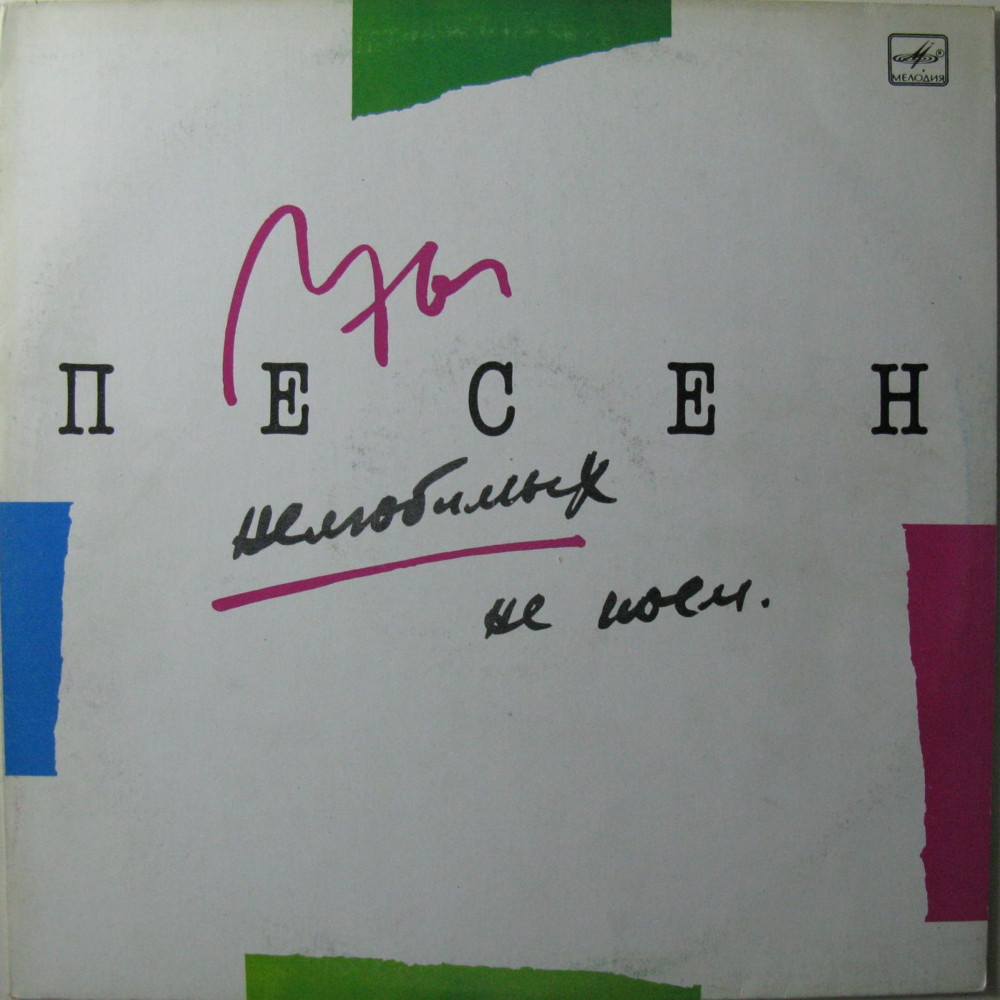 МЕЛОДИЯ
Мы
ПЕСЕН
нелюбимых
не поем.